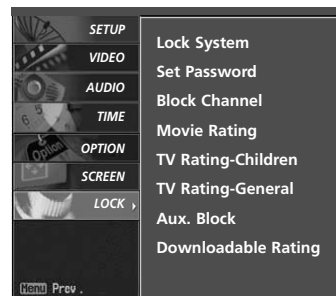 SETUP
VIDEO
AUDIO
TIME
OPTION
SCREEN
LOCK
Menu Prev.
Lock System
Set Password
Block Channel
Movie Rating
TV Rating-Children
TV Rating-General
Aux. Block
Downloadable Rating
Option